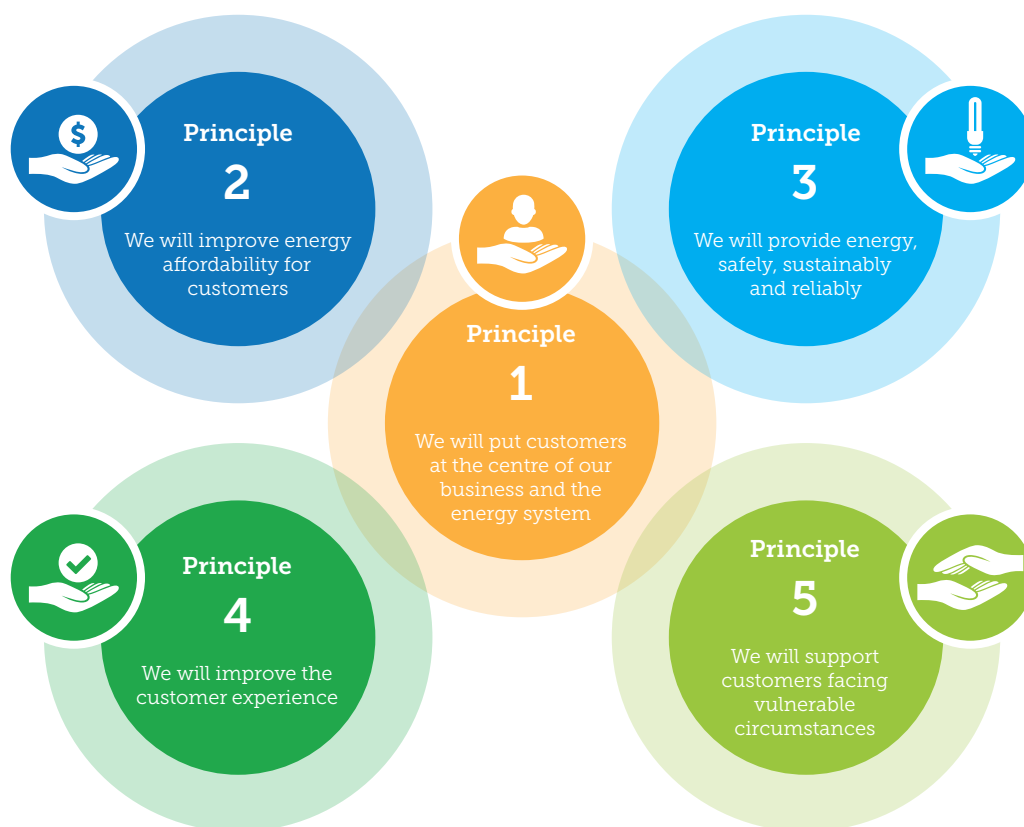 Principle
2
We will improve energy
affordability for
customers
Principle
3
We will provide energy,
safely, sustainably
and reliably
Principle
1
We will put customers
at the centre of our
business and the
energy system
Principle
4
We will improve the
customer experience
Principle
5
We will support
customers facing
vulnerable
circumstances
$